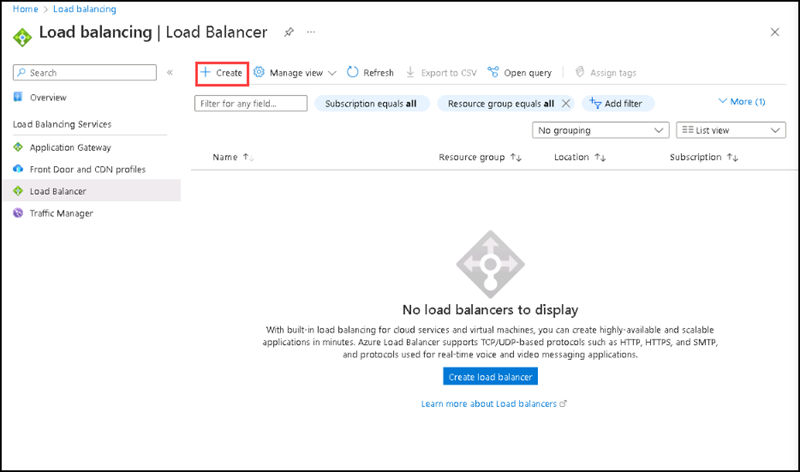 Home > Load balancing
Load balancing | Load Balancer ...
Search «
Overview
Load Balancing Services
Application Gateway
Front Door and CDN profiles
Load Balancer
Traffic Manager
+ Create Manage view Refresh Export to CSV Open query Assign tags
Filter for any field... Subscription equals all Resource group equals all Add filter More (1)
No grouping List view
Name ↑↓ Resource group ↑↓ Location ↑↓ Subscription ↑↓
No load balancers to display
With built-in load balancing for cloud services and virtual machines, you can create highly-available and scalable
applications in minutes. Azure Load Balancer supports TCP/UDP-based protocols such as HTTP, HTTPS, and SMTP,
and protocols used for real-time voice and video messaging applications.
Create load balancer
Learn more about Load balancers